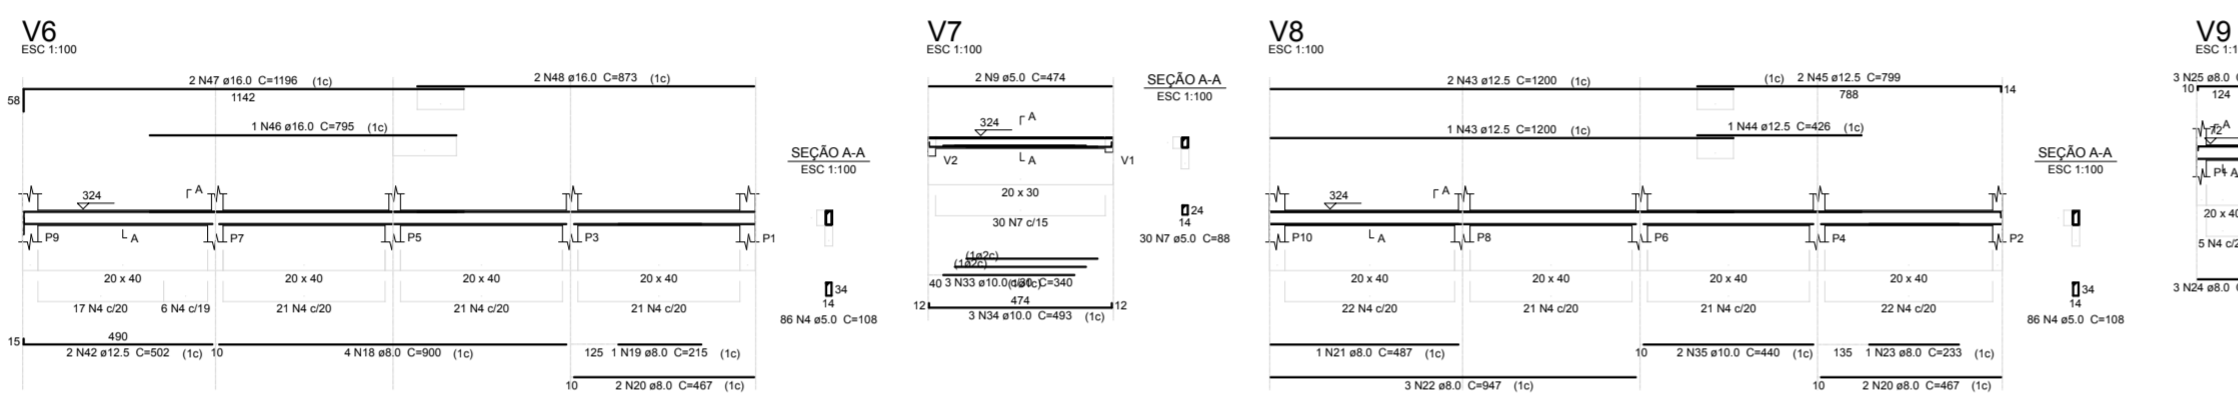 V6
ESC 1:100
2 N47 ø16.0 C=1196 (1c)
2 N48 ø16.0 C=873 (1c)
58
1142
1 N46 ø16.0 C=795 (1c)
SEÇÃO A-A
ESC 1:100
324
A
P9
A
P7
P5
P3
P1
20 x 40
20 x 40
20 x 40
20 x 40
17 N4 c/20
6 N4 c/19
21 N4 c/20
21 N4 c/20
21 N4 c/20
34
14
86 N4 ø5.0 C=108
15
490
2 N42 ø12.5 C=502 (1c)
10
4 N18 ø8.0 C=900 (1c)
125
1 N19 ø8.0 C=215 (1c)
10
2 N20 ø8.0 C=467 (1c)
V7
ESC 1:100
2 N9 ø5.0 C=474
SEÇÃO A-A
ESC 1:100
324
A
V2
A
V1
20 x 30
30 N7 c/15
24
14
30 N7 ø5.0 C=88
(1ø2c)
(1ø2c)
40
3 N33 ø10.0 C=340
474
12
12
3 N34 ø10.0 C=493 (1c)
V8
ESC 1:100
2 N43 ø12.5 C=1200 (1c)
(1c) 2 N45 ø12.5 C=799
788
14
1 N43 ø12.5 C=1200 (1c)
1 N44 ø12.5 C=426 (1c)
SEÇÃO A-A
ESC 1:100
324
A
P10
A
P8
P6
P4
P2
20 x 40
20 x 40
20 x 40
20 x 40
22 N4 c/20
21 N4 c/20
21 N4 c/20
22 N4 c/20
34
14
86 N4 ø5.0 C=108
1 N21 ø8.0 C=487 (1c)
10
2 N35 ø10.0 C=440 (1c)
135
1 N23 ø8.0 C=233 (1c)
3 N22 ø8.0 C=947 (1c)
10
2 N20 ø8.0 C=467 (1c)
V9
ESC 1:1
3 N25 ø8.0
10
124
A
72
A
20 x 40
5 N4 c/2
3 N24 ø8.0